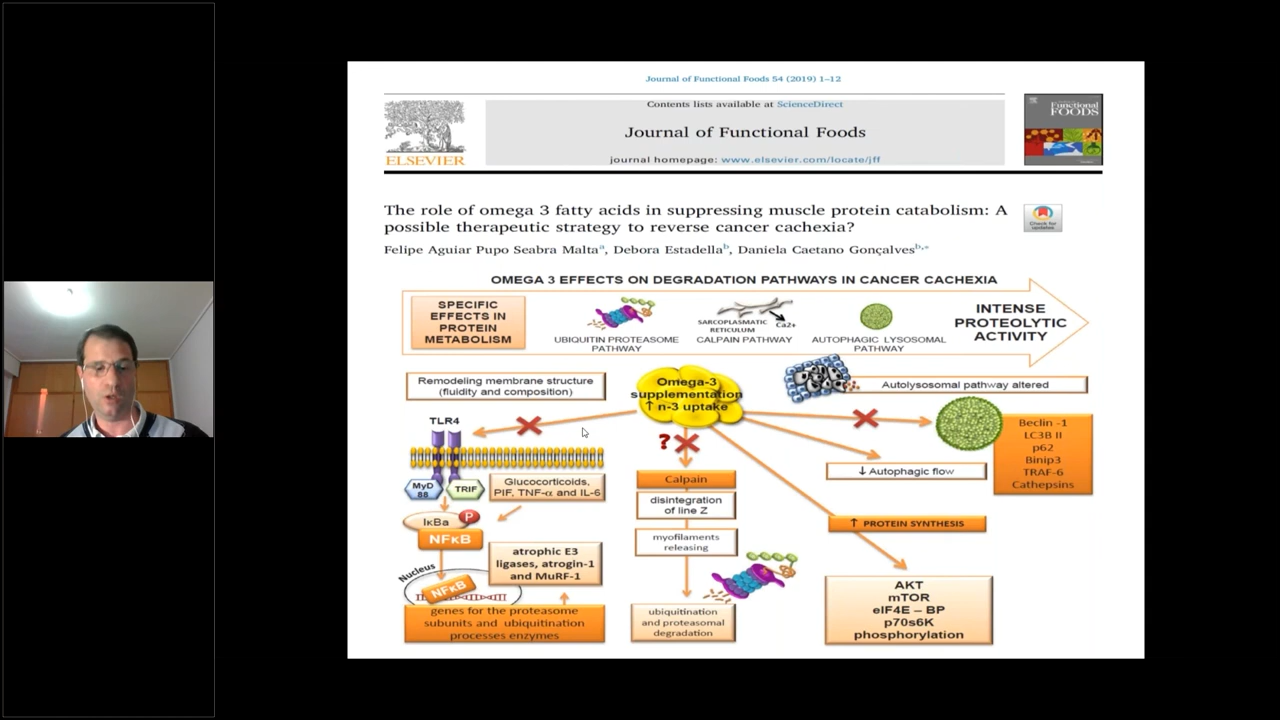 Journal of Functional Foods 54 (2019) 1–12
Contents lists available at ScienceDirect
Journal of Functional Foods
journal homepage: www.elsevier.com/locate/jff
ELSEVIER
Functional
FOODS
The role of omega 3 fatty acids in suppressing muscle protein catabolism: A
possible therapeutic strategy to reverse cancer cachexia?
Check for
updates
Felipe Aguiar Pupo Seabra Maltaᵃ, Debora Estadellaᵇ, Daniela Caetano Gonçalvesᵇ,*
OMEGA 3 EFFECTS ON DEGRADATION PATHWAYS IN CANCER CACHEXIA
SPECIFIC
EFFECTS IN
PROTEIN
METABOLISM
UBIQUITIN PROTEASOME
PATHWAY
SARCOPLASMATIC
RETICULUM
Ca2+
CALPAIN PATHWAY
AUTOPHAGIC LYSOSOMAL
PATHWAY
INTENSE
PROTEOLYTIC
ACTIVITY
Remodeling membrane structure
(fluidity and composition)
Omega-3
supplementation
↑ n-3 uptake
Autolysosomal pathway altered
TLR4
?
MyD
88
TRIF
Glucocorticoids,
PIF, TNF-α and IL-6
IκBa
P
NFκB
atrophic E3
ligases, atrogin-1
and MuRF-1
Nucleus
NFκB
genes for the proteasome
subunits and ubiquitination
processes enzymes
Calpain
disintegration
of line Z
myofilaments
releasing
ubiquitination
and proteasomal
degradation
Beclin -1
LC3B II
p62
Binip3
TRAF-6
Cathepsins
↓ Autophagic flow
↑ PROTEIN SYNTHESIS
AKT
mTOR
eIF4E – BP
p70s6K
phosphorylation